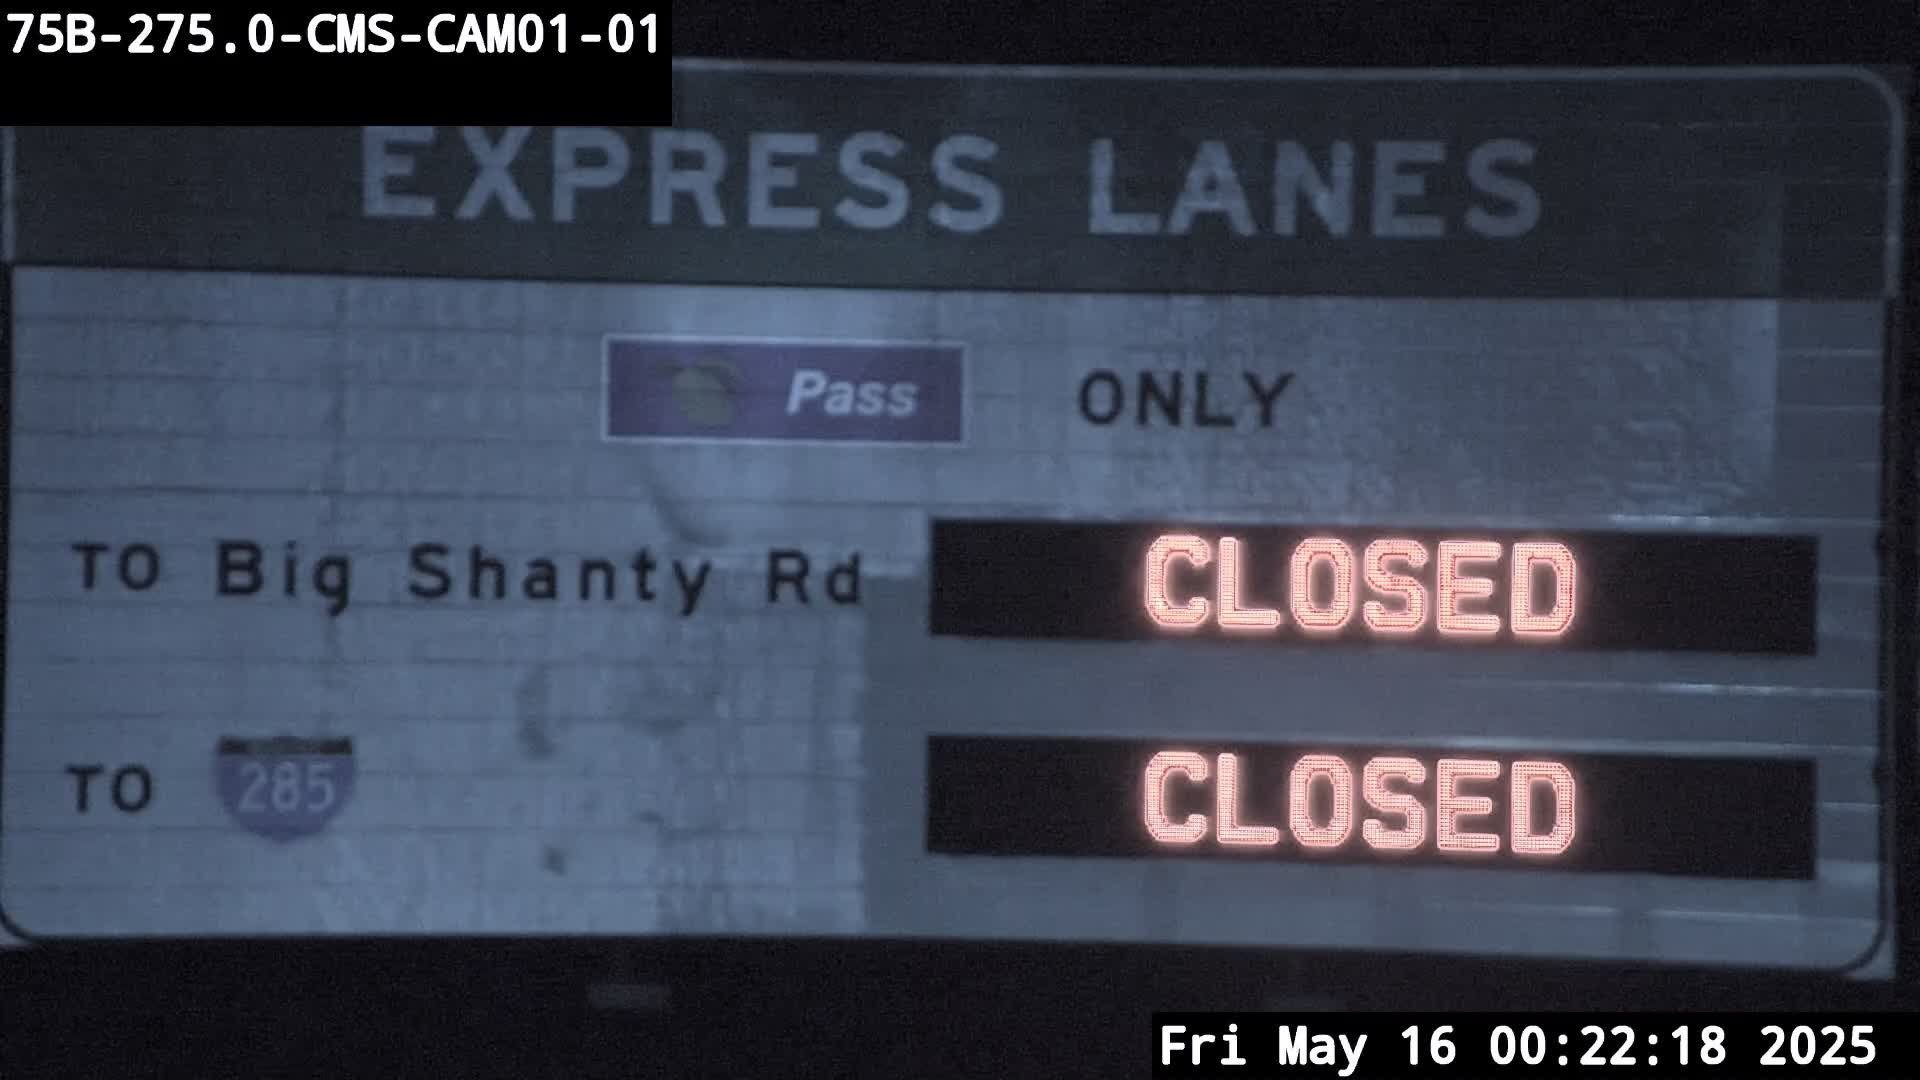 75B-275.0-CMS-CAM01-01
EXPRESS LANES
Pass ONLY
TO Big Shanty Rd CLOSED
TO 285 CLOSED
Fri May 16 00:22:18 2025